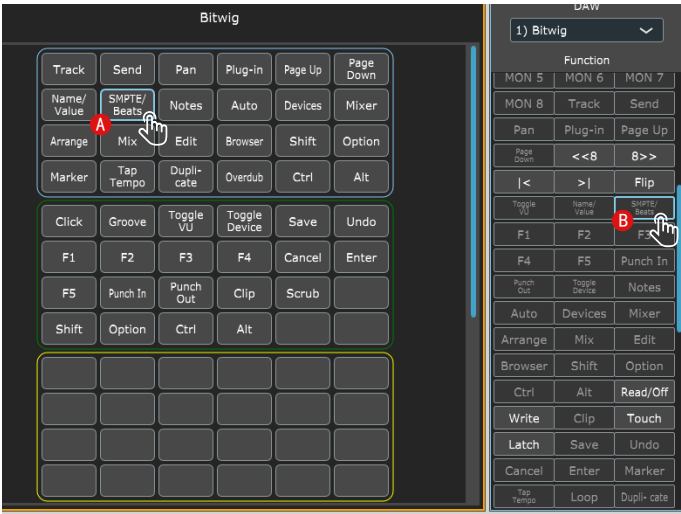 Bitwig
Track Send Pan Plug-in Page Up Page Down
Name/ Value SMPTE/ Beats Notes Auto Devices Mixer
A
Arrange Mix Edit Browser Shift Option
Marker Tap Tempo Dupli- cate Overdub Ctrl Alt
Click Groove Toggle VU Toggle Device Save Undo
F1 F2 F3 F4 Cancel Enter
F5 Punch In Punch Out Clip Scrub
Shift Option Ctrl Alt
DAW
1) Bitwig
Function
MON 5 MON 6 MON 7
MON 8 Track Send
Pan Plug-in Page Up
Page Down <<8 8>>
|< >| Flip
Toggle VU Name/ Value SMPTE/ Beats
B
F1 F2 F3
F4 F5 Punch In
Punch Out Toggle Device Notes
Auto Devices Mixer
Arrange Mix Edit
Browser Shift Option
Ctrl Alt Read/Off
Write Clip Touch
Latch Save Undo
Cancel Enter Marker
Tap Tempo Loop Dupli- cate